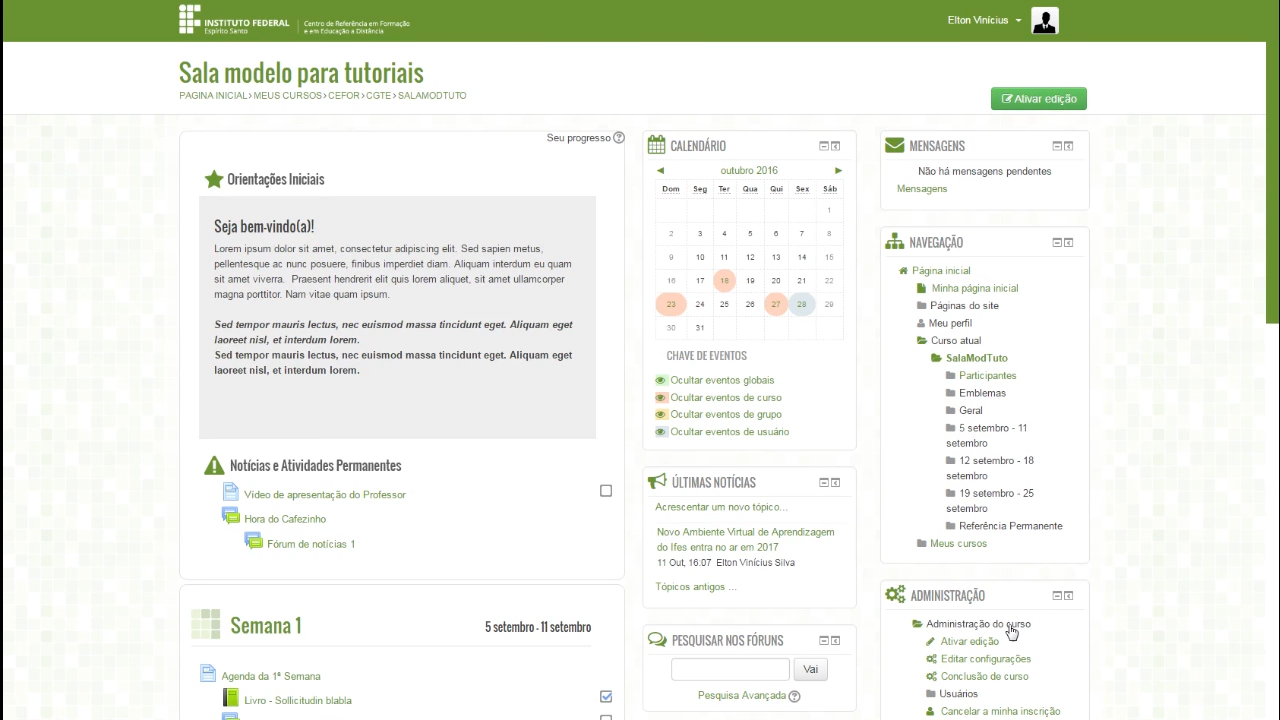 INSTITUTO FEDERAL
Espírito Santo
Centro de Referência em Formação
e em Educação a Distância
Elton Vinícius
Sala modelo para tutoriais
PÁGINA INICIAL › MEUS CURSOS › CEFOR › CGTE › SALAMODTUTO
Ativar edição
Seu progresso
Orientações Iniciais
Seja bem-vindo(a)!
Lorem ipsum dolor sit amet, consectetur adipiscing elit. Sed sapien metus,
pellentesque ac nunc posuere, finibus imperdiet diam. Aliquam interdum eu quam
sit amet viverra. Praesent hendrerit elit quis lorem aliquet, sit amet ullamcorper
magna porttitor. Nam vitae quam ipsum.
Sed tempor mauris lectus, nec euismod massa tincidunt eget. Aliquam eget
laoreet nisl, et interdum lorem.
Sed tempor mauris lectus, nec euismod massa tincidunt eget. Aliquam eget
laoreet nisl, et interdum lorem.
Notícias e Atividades Permanentes
Vídeo de apresentação do Professor
Hora do Cafezinho
Fórum de notícias 1
Semana 1
5 setembro - 11 setembro
Agenda da 1ª Semana
Livro - Sollicitudin blabla
CALENDÁRIO
◄ outubro 2016 ►
Dom Seg Ter Qua Qui Sex Sáb
1
2 3 4 5 6 7 8
9 10 11 12 13 14 15
16 17 18 19 20 21 22
23 24 25 26 27 28 29
30 31
CHAVE DE EVENTOS
Ocultar eventos globais
Ocultar eventos de curso
Ocultar eventos de grupo
Ocultar eventos de usuário
ÚLTIMAS NOTÍCIAS
Acrescentar um novo tópico...
Novo Ambiente Virtual de Aprendizagem
do Ifes entra no ar em 2017
11 Out, 16:07 Elton Vinícius Silva
Tópicos antigos ...
PESQUISAR NOS FÓRUNS
Vai
Pesquisa Avançada
MENSAGENS
Não há mensagens pendentes
Mensagens
NAVEGAÇÃO
Página inicial
Minha página inicial
Páginas do site
Meu perfil
Curso atual
SalaModTuto
Participantes
Emblemas
Geral
5 setembro - 11
setembro
12 setembro - 18
setembro
19 setembro - 25
setembro
Referência Permanente
Meus cursos
ADMINISTRAÇÃO
Administração do curso
Ativar edição
Editar configurações
Conclusão de curso
Usuários
Cancelar a minha inscrição